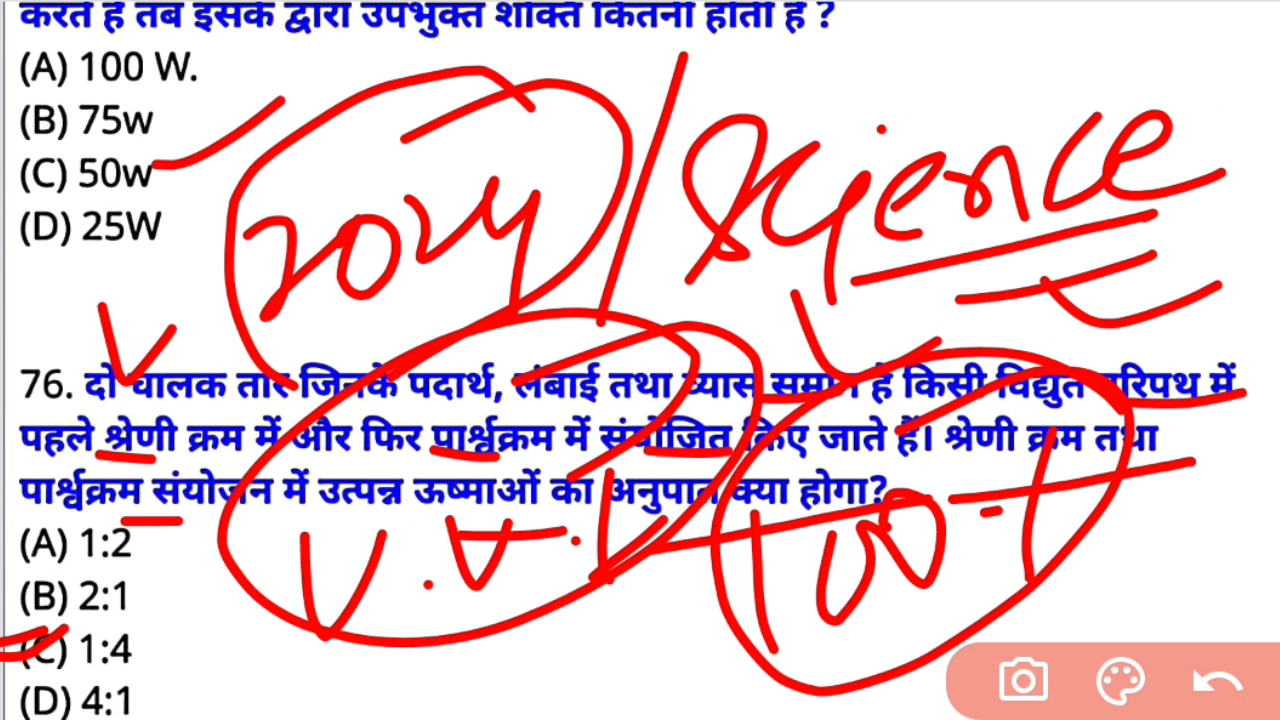 करते हैं तब इसके द्वारा उपभुक्त शक्ति कितनी होती है ?
(A) 100 W.
(B) 75w
(C) 50w
(D) 25W
2024 / Science
76. दो चालक तार जिनके पदार्थ, लंबाई तथा व्यास समान हैं किसी विद्युत परिपथ में
पहले श्रेणी क्रम में और फिर पार्श्वक्रम में संयोजित किए जाते हैं। श्रेणी क्रम तथा
पार्श्वक्रम संयोजन में उत्पन्न ऊष्माओं का अनुपात क्या होगा?
V.V.I
100-1
(A) 1:2
(B) 2:1
(C) 1:4
(D) 4:1